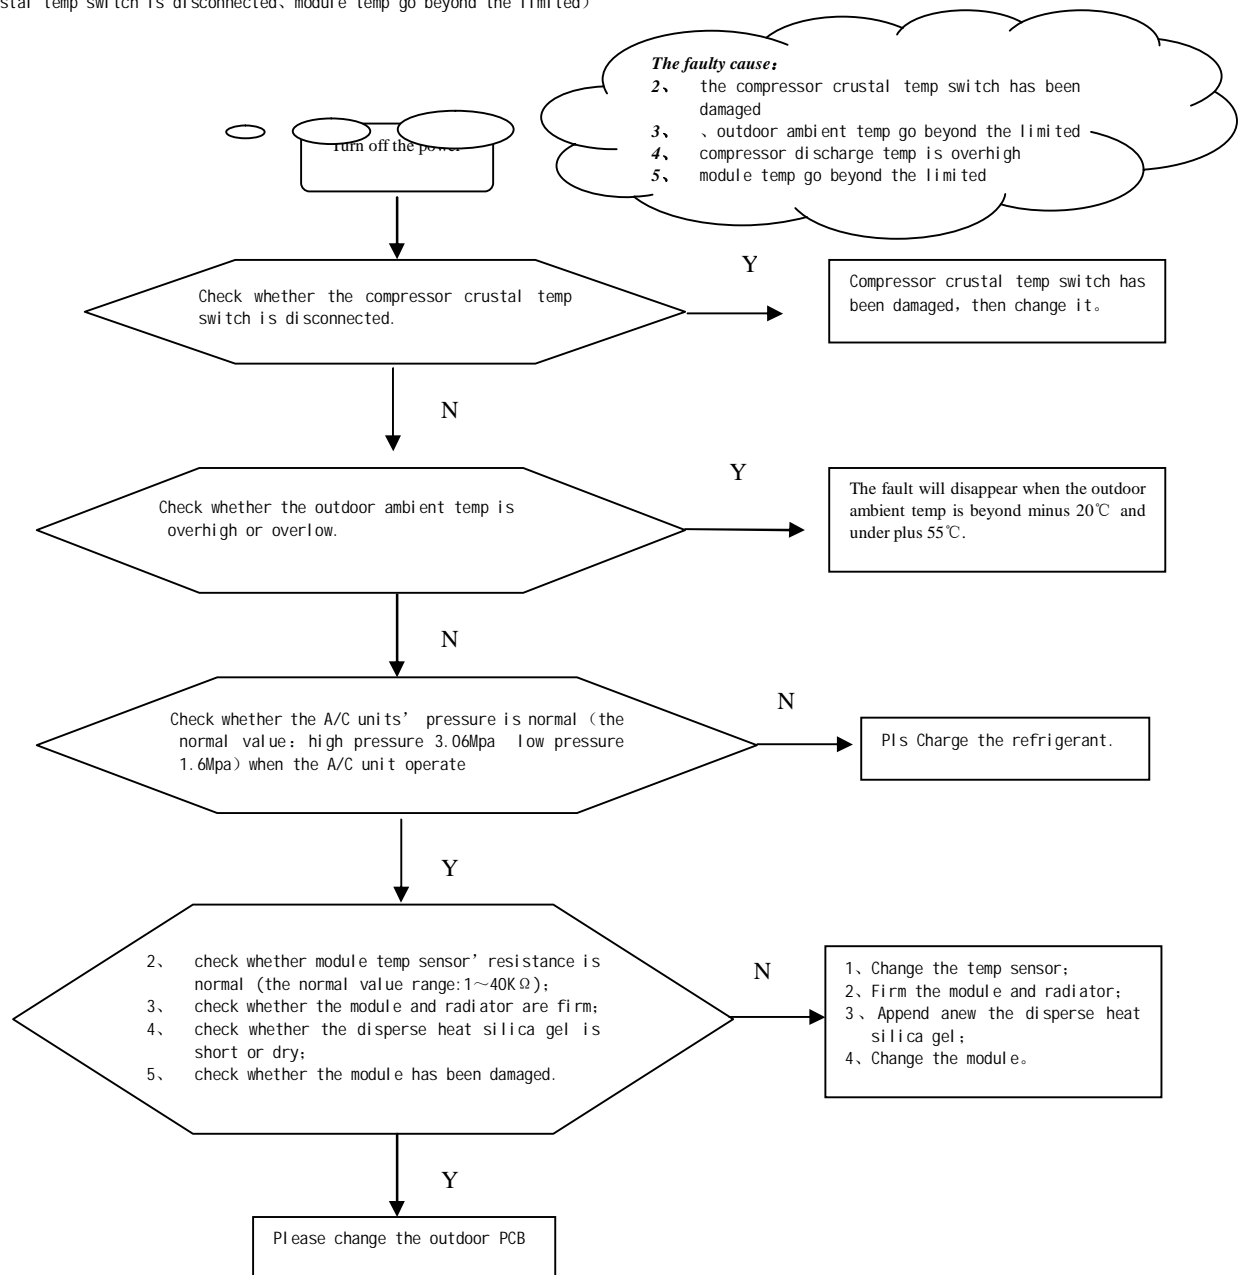 stal temp switch is disconnected、module temp go beyond the limited）
The faulty cause：
2、 the compressor crustal temp switch has been
damaged
3、 、outdoor ambient temp go beyond the limited
4、 compressor discharge temp is overhigh
5、 module temp go beyond the limited
Turn off the power
Y
Check whether the compressor crustal temp
switch is disconnected.
Compressor crustal temp switch has
been damaged，then change it。
N
Y
Check whether the outdoor ambient temp is
overhigh or overlow.
The fault will disappear when the outdoor
ambient temp is beyond minus 20℃ and
under plus 55℃.
N
N
Check whether the A/C units’ pressure is normal（the
normal value：high pressure 3.06Mpa low pressure
1.6Mpa）when the A/C unit operate
Pls Charge the refrigerant.
Y
2、 check whether module temp sensor’ resistance is
normal (the normal value range:1～40KΩ)；
3、 check whether the module and radiator are firm；
4、 check whether the disperse heat silica gel is
short or dry；
5、 check whether the module has been damaged.
N
1、Change the temp sensor；
2、Firm the module and radiator；
3、Append anew the disperse heat
silica gel；
4、Change the module。
Y
Please change the outdoor PCB